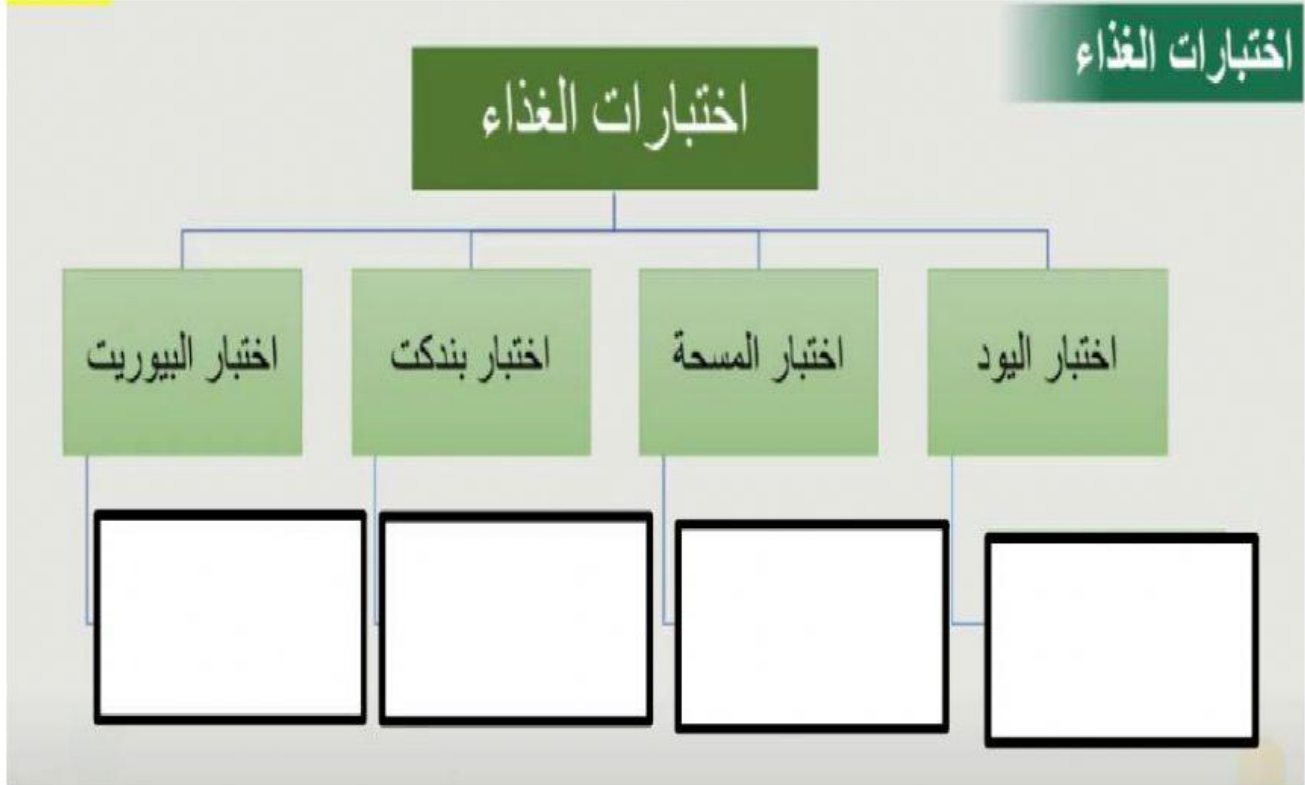 اختبارات الغذاء
اختبارات الغذاء
اختبار اليود
اختبار المسحة
اختبار بندكت
اختبار البيوريت